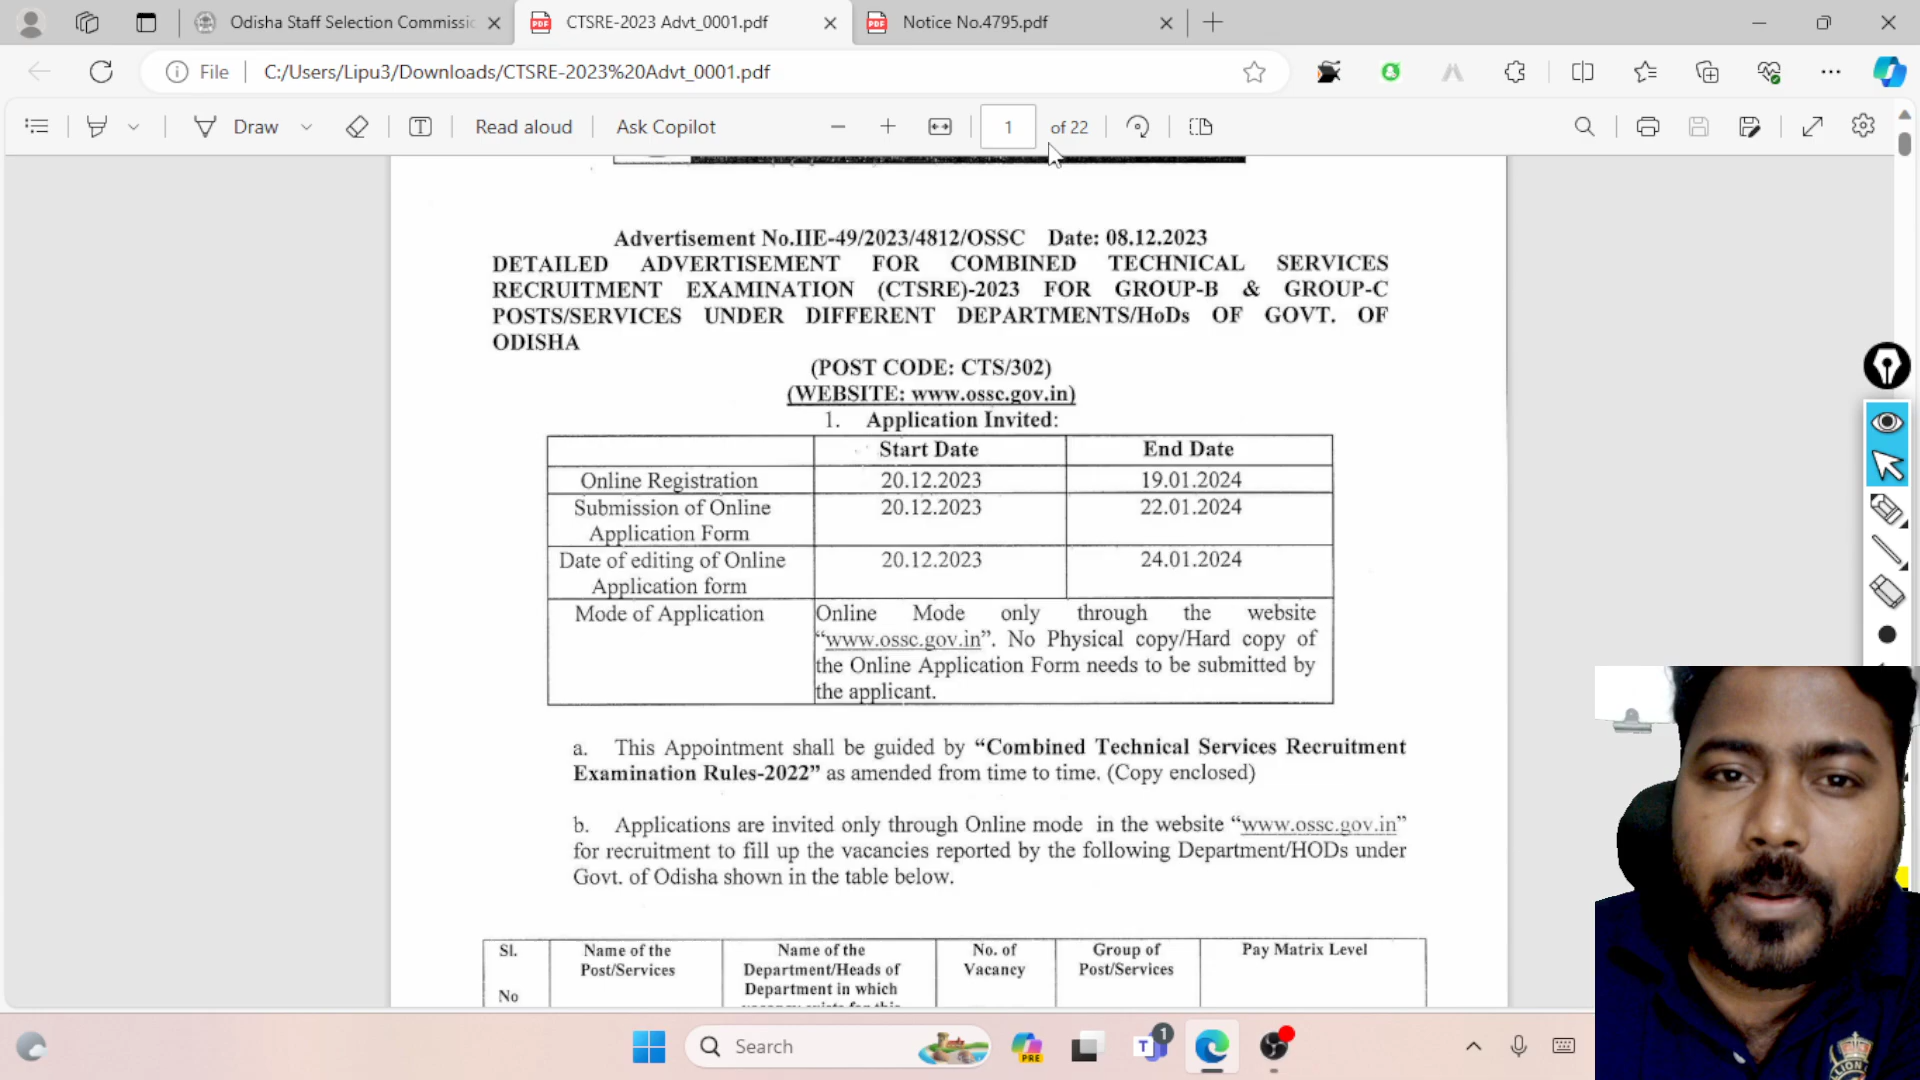 Odisha Staff Selection Commissic
CTSRE-2023 Advt_0001.pdf
Notice No.4795.pdf
File
C:/Users/Lipu3/Downloads/CTSRE-2023%20Advt_0001.pdf
Draw
Read aloud
Ask Copilot
1
of 22
Advertisement No.IIE-49/2023/4812/OSSC Date: 08.12.2023
DETAILED ADVERTISEMENT FOR COMBINED TECHNICAL SERVICES
RECRUITMENT EXAMINATION (CTSRE)-2023 FOR GROUP-B & GROUP-C
POSTS/SERVICES UNDER DIFFERENT DEPARTMENTS/HoDs OF GOVT. OF
ODISHA
(POST CODE: CTS/302)
(WEBSITE: www.ossc.gov.in)
1. Application Invited:
Start Date End Date
Online Registration 20.12.2023 19.01.2024
Submission of Online 20.12.2023 22.01.2024
Application Form
Date of editing of Online 20.12.2023 24.01.2024
Application form
Mode of Application Online Mode only through the website
“www.ossc.gov.in”. No Physical copy/Hard copy of
the Online Application Form needs to be submitted by
the applicant.
a. This Appointment shall be guided by “Combined Technical Services Recruitment
Examination Rules-2022” as amended from time to time. (Copy enclosed)
b. Applications are invited only through Online mode in the website “www.ossc.gov.in”
for recruitment to fill up the vacancies reported by the following Department/HODs under
Govt. of Odisha shown in the table below.
Sl. Name of the Name of the No. of Group of Pay Matrix Level
Post/Services Department/Heads of Vacancy Post/Services
No Department in which
Search
PRE
T
1